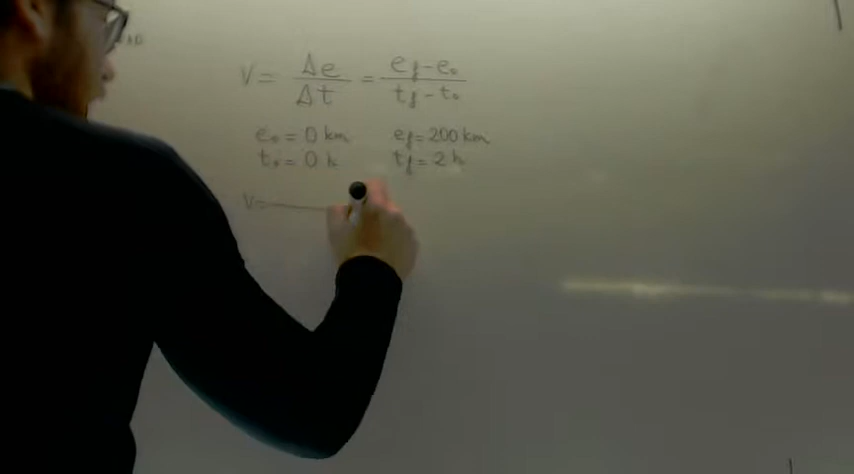 V = Δe / Δt = ef - e₀ / tf - t₀
e₀ = 0 km ef = 200 km
t₀ = 0 h tf = 2 h
V =